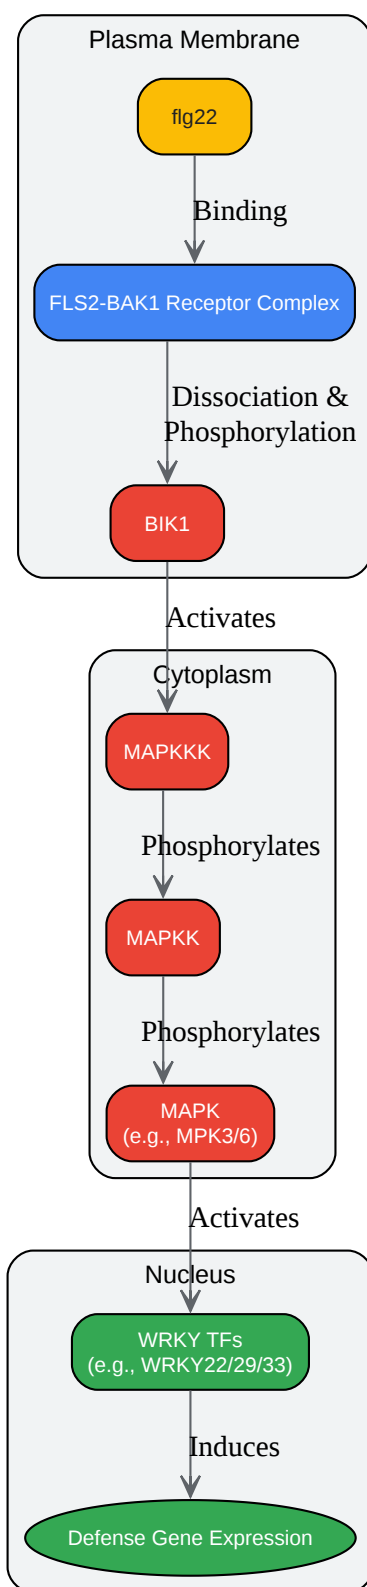 Plasma Membrane
flg22
Binding
FLS2-BAK1 Receptor Complex
Dissociation &
Phosphorylation
BIK1
Activates
Cytoplasm
MAPKKK
Phosphorylates
MAPKK
Phosphorylates
MAPK
(e.g., MPK3/6)
Activates
Nucleus
WRKY TFs
(e.g., WRKY22/29/33)
Induces
Defense Gene Expression